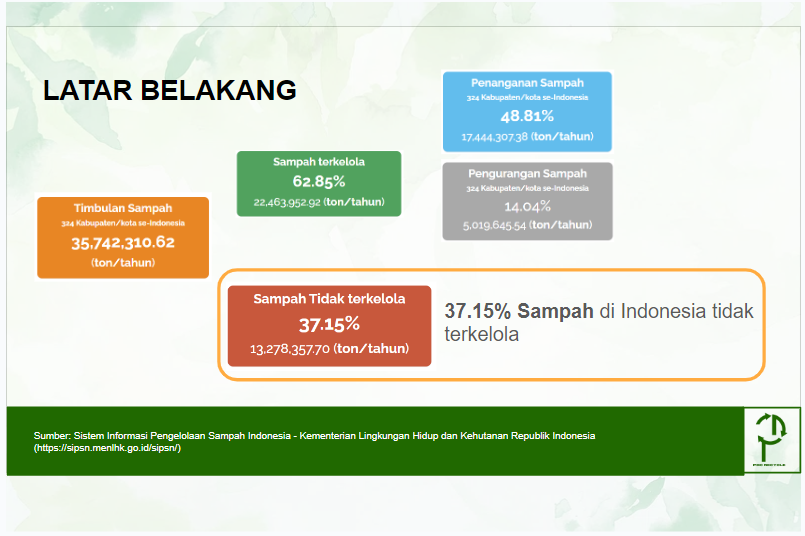 LATAR BELAKANG
Penanganan Sampah
324 Kabupaten/kota se-Indonesia
48.81%
17,444,307.38 (ton/tahun)
Sampah terkelola
62.85%
22,463,952.92 (ton/tahun)
Pengurangan Sampah
324 Kabupaten/kota se-Indonesia
14.04%
5,019,645.54 (ton/tahun)
Timbulan Sampah
324 Kabupaten/kota se-Indonesia
35,742,310.62
(ton/tahun)
Sampah Tidak terkelola
37.15%
13,278,357.70 (ton/tahun)
37.15% Sampah di Indonesia tidak
terkelola
Sumber: Sistem Informasi Pengelolaan Sampah Indonesia - Kementerian Lingkungan Hidup dan Kehutanan Republik Indonesia
(https://sipsn.menlhk.go.id/sipsn/)